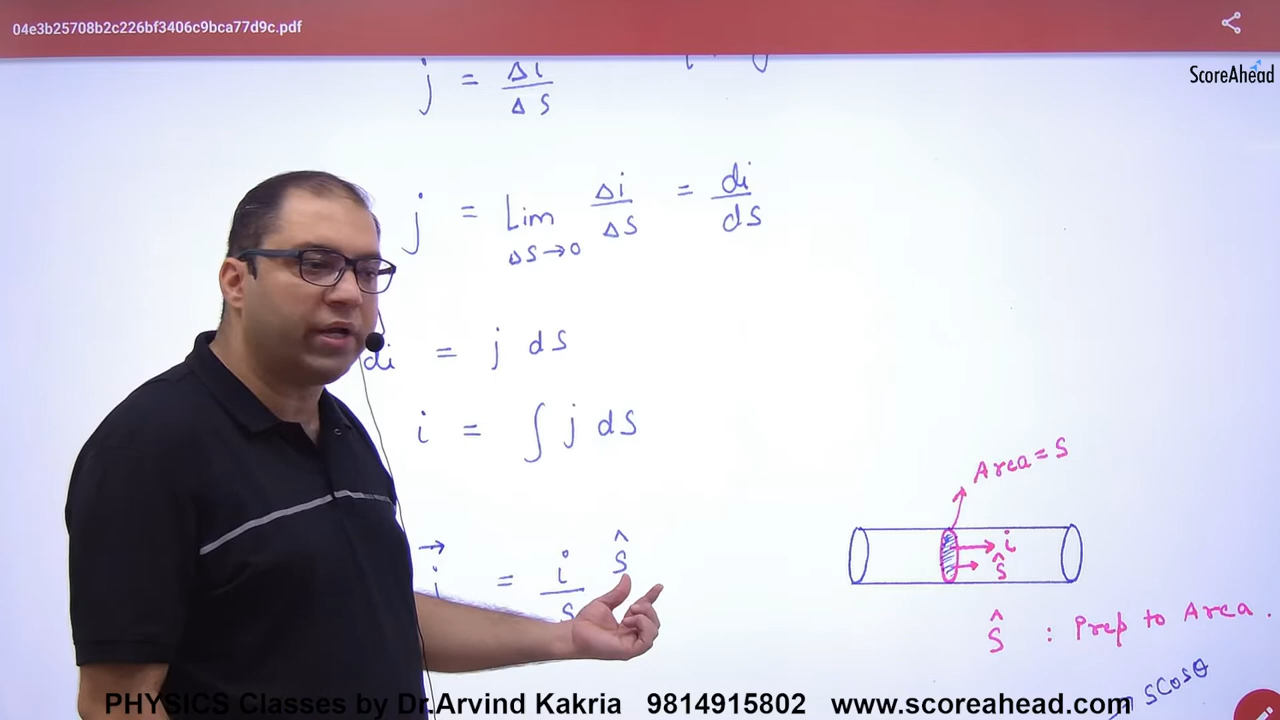 04e3b25708b2c226bf3406c9bca77d9c.pdf
ScoreAhead
j = Δi / ΔS
j = Lim ΔS→0 Δi / ΔS = di / ds
di = j ds
i = ∫ j ds
Area = S
i
ŝ
j⃗ = i / s ŝ
ŝ : Prep to Area.
s Cosθ
PHYSICS Classes by Dr.Arvind Kakria 9814915802 www.scoreahead.com